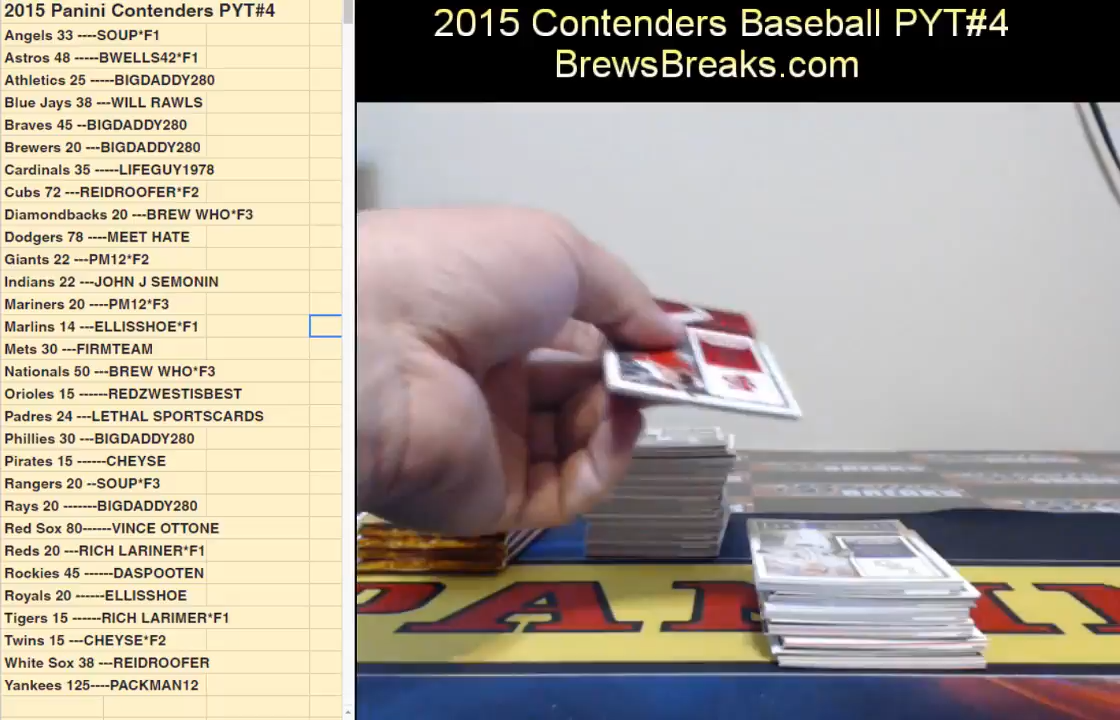 2015 Panini Contenders PYT#4
Angels 33 ----SOUP*F1
Astros 48 -----BWELLS42*F1
Athletics 25 -----BIGDADDY280
Blue Jays 38 ---WILL RAWLS
Braves 45 --BIGDADDY280
Brewers 20 ---BIGDADDY280
Cardinals 35 -----LIFEGUY1978
Cubs 72 ---REIDROOFER*F2
Diamondbacks 20 ---BREW WHO*F3
Dodgers 78 ----MEET HATE
Giants 22 ---PM12*F2
Indians 22 ---JOHN J SEMONIN
Mariners 20 ----PM12*F3
Marlins 14 ---ELLISSHOE*F1
Mets 30 ---FIRMTEAM
Nationals 50 ---BREW WHO*F3
Orioles 15 -----REDZWESTISBEST
Padres 24 ---LETHAL SPORTSCARDS
Phillies 30 ---BIGDADDY280
Pirates 15 ------CHEYSE
Rangers 20 --SOUP*F3
Rays 20 -------BIGDADDY280
Red Sox 80------VINCE OTTONE
Reds 20 ---RICH LARINER*F1
Rockies 45 ------DASPOOTEN
Royals 20 ------ELLISSHOE
Tigers 15 ----RICH LARIMER*F1
Twins 15 ---CHEYSE*F2
White Sox 38 ---REIDROOFER
Yankees 125----PACKMAN12
2015 Contenders Baseball PYT#4
BrewsBreaks.com
PANINI